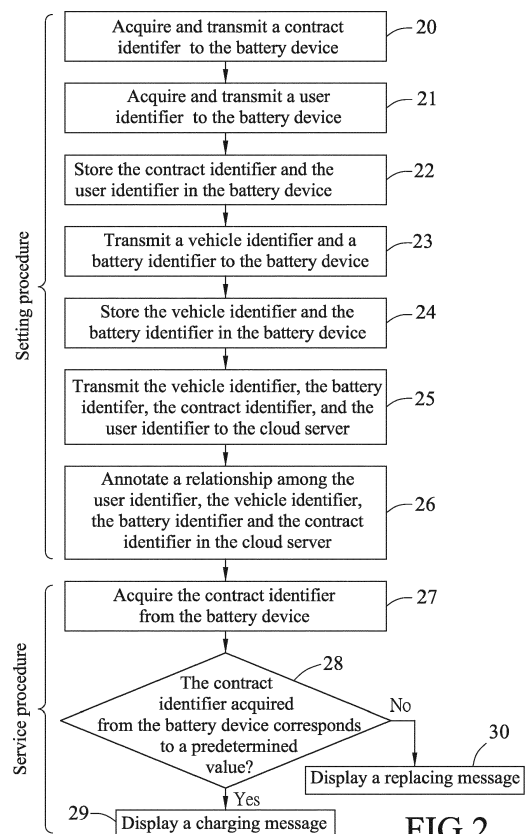 Acquire and transmit a contract
identifer to the battery device
20
Acquire and transmit a user
identifier to the battery device
21
Store the contract identifier and the
user identifier in the battery device
22
Transmit a vehicle identifier and a
battery identifier to the battery device
23
Store the vehicle identifier and the
battery identifier in the battery device
24
Transmit the vehicle identifier, the battery
identifer, the contract identifier, and the
user identifier to the cloud server
25
Annotate a relationship among the
user identifier, the vehicle identifier,
the battery identifier and the contract
identifier in the cloud server
26
Setting procedure
Acquire the contract identifier
from the battery device
27
The contract
identifier acquired
from the battery device corresponds
to a predetermined
value?
28
No
Yes
Display a replacing message
30
Display a charging message
29
Service procedure
FIG.2